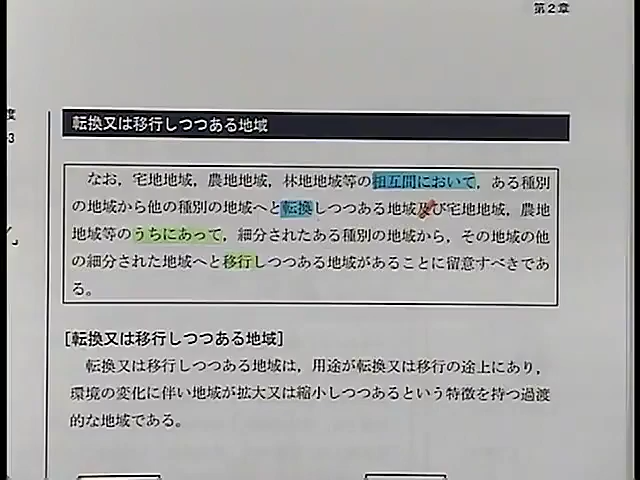 第2章
度
3
転換又は移行しつつある地域
なお，宅地地域，農地地域，林地地域等の相互間において，ある種別
の地域から他の種別の地域へと転換しつつある地域及び宅地地域，農地
地域等のうちにあって，細分されたある種別の地域から，その地域の他
の細分された地域へと移行しつつある地域があることに留意すべきであ
る。
［転換又は移行しつつある地域］
転換又は移行しつつある地域は，用途が転換又は移行の途上にあり，
環境の変化に伴い地域が拡大又は縮小しつつあるという特徴を持つ過渡
的な地域である。